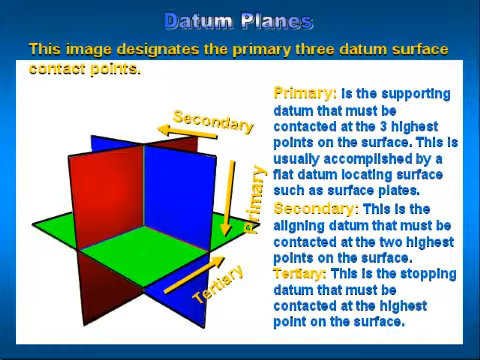 Datum Planes
This image designates the primary three datum surface
contact points.
Secondary
Primary
Tertiary
Primary: is the supporting
datum that must be
contacted at the 3 highest
points on the surface. This is
usually accomplished by a
flat datum locating surface
such as surface plates.
Secondary: This is the
aligning datum that must be
contacted at the two highest
points on the surface.
Tertiary: This is the stopping
datum that must be
contacted at the highest
point on the surface.